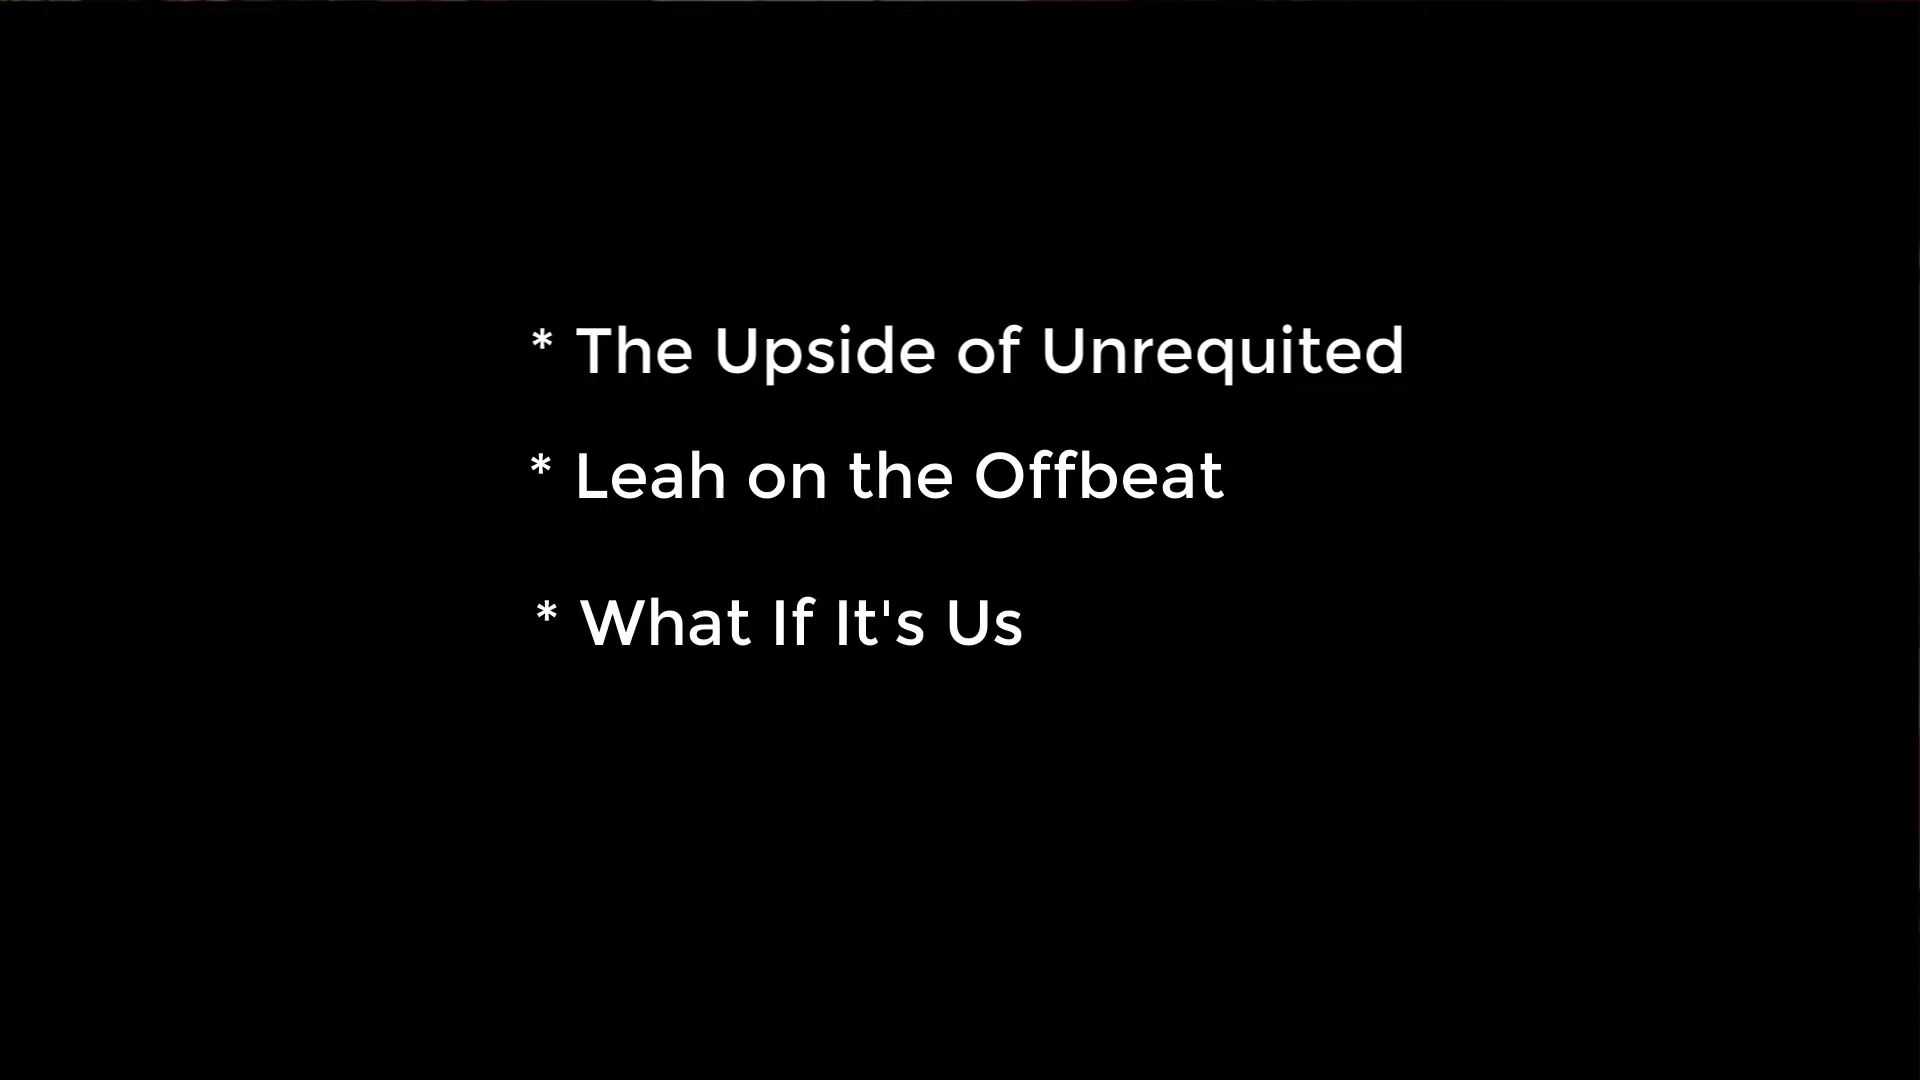 * The Upside of Unrequited
* Leah on the Offbeat
* What If It's Us